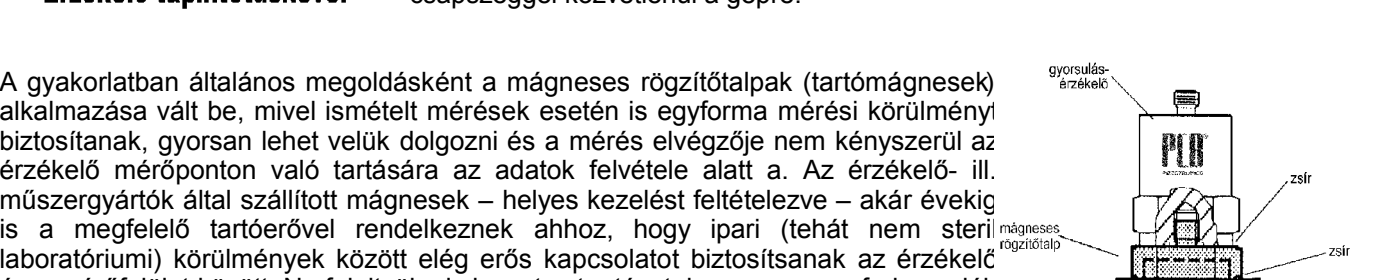 érzékelő tapintótáskével csapszeggel közvetlenül a gépre.
A gyakorlatban általános megoldásként a mágneses rögzítőtalpak (tartómágnesek)
alkalmazása vált be, mivel ismételt mérések esetén is egyforma mérési körülményt
biztosítanak, gyorsan lehet velük dolgozni és a mérés elvégzője nem kényszerül az
érzékelő mérőponton való tartására az adatok felvétele alatt a. Az érzékelő- ill.
műszergyártók által szállított mágnesek – helyes kezelést feltételezve – akár évekig
is a megfelelő tartóerővel rendelkeznek ahhoz, hogy ipari (tehát nem steril
laboratóriumi) körülmények között elég erős kapcsolatot biztosítsanak az érzékelő
gyorsulás-
érzékelő
PCB
zsír
mágneses
rögzítőtalp
zsír